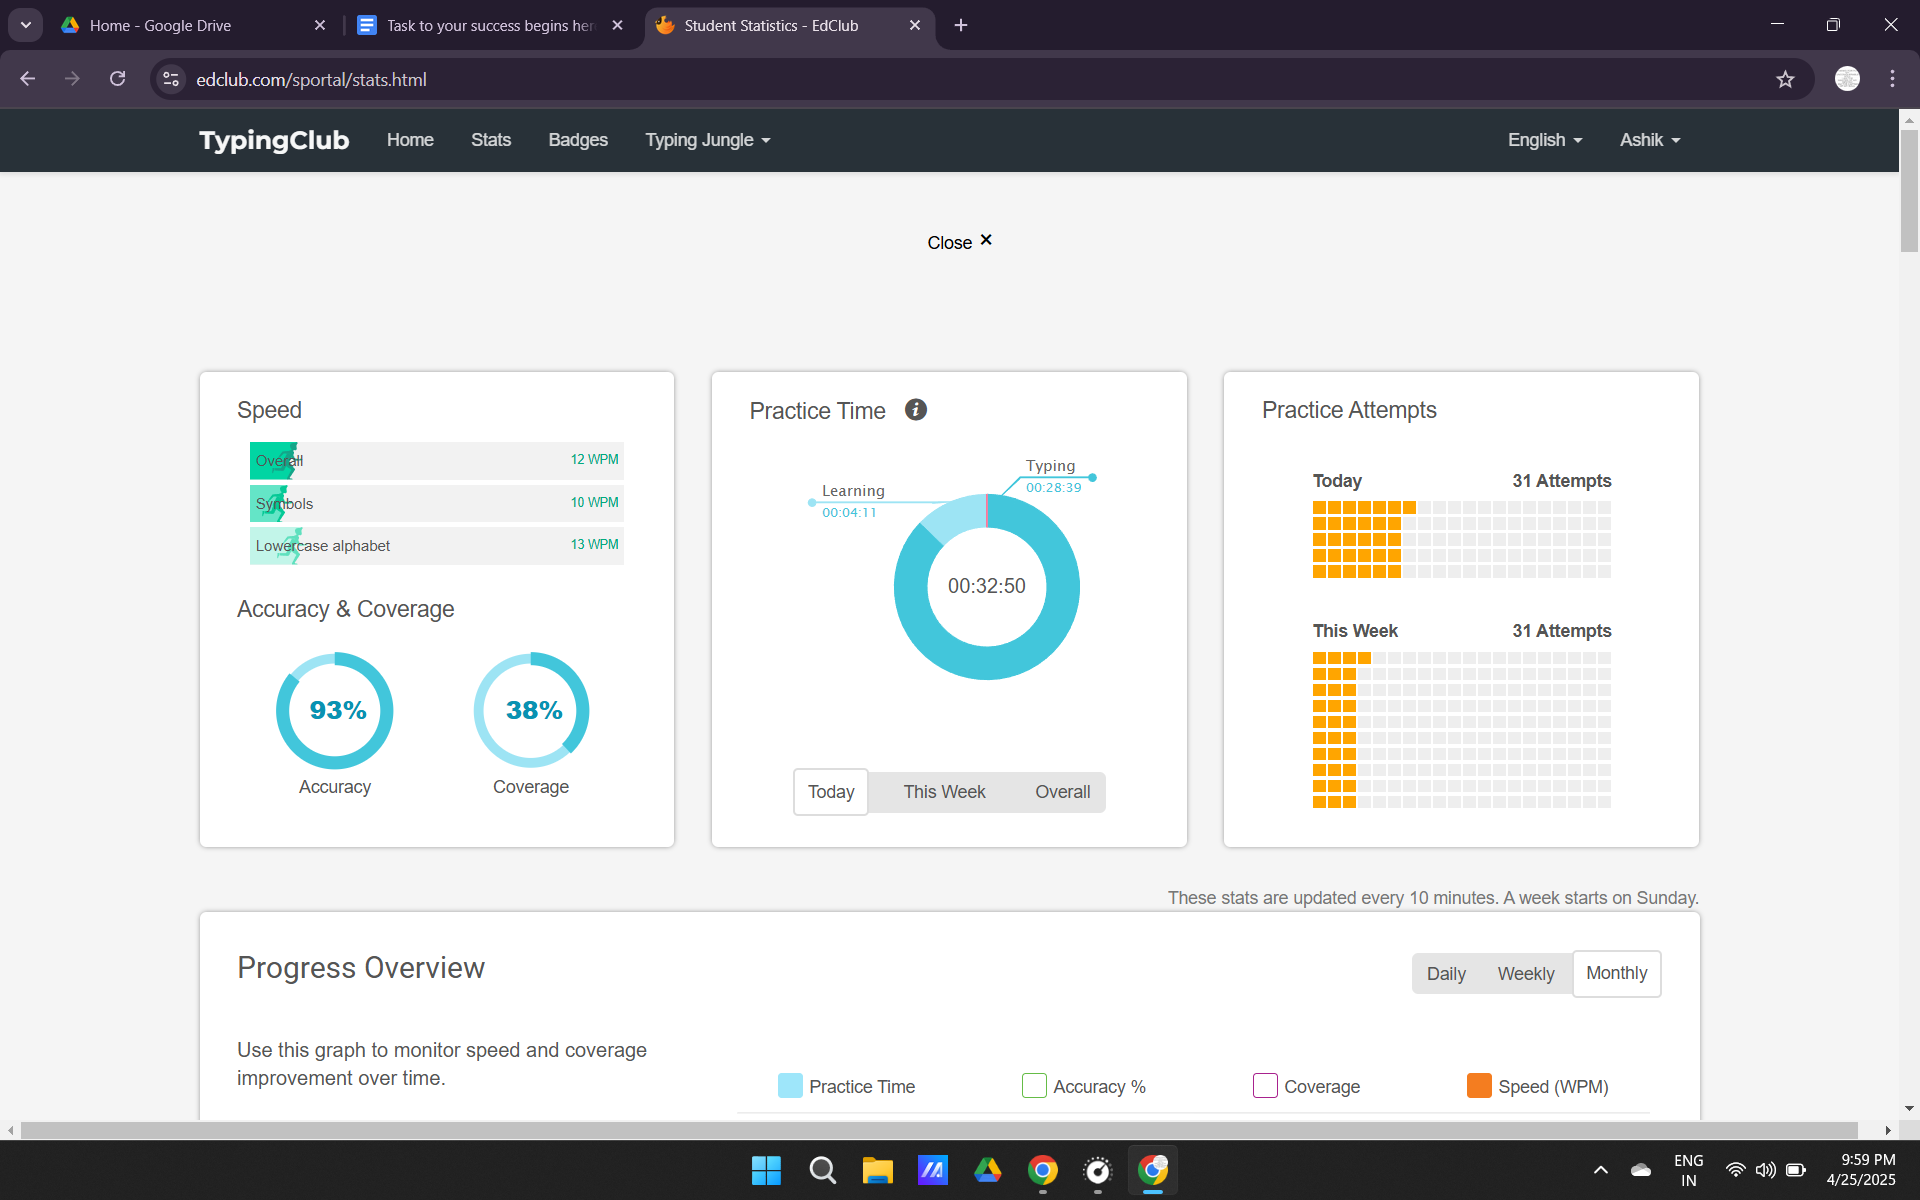 Home - Google Drive
Task to your success begins her
Student Statistics - EdClub
edclub.com/sportal/stats.html
TypingClub
Home
Stats
Badges
Typing Jungle
English
Ashik
Close ×
Speed
Overall
12 WPM
Symbols
10 WPM
Lowercase alphabet
13 WPM
Accuracy & Coverage
93%
38%
Accuracy
Coverage
Practice Time
Typing
00:28:39
Learning
00:04:11
00:32:50
Today
This Week
Overall
Practice Attempts
Today
31 Attempts
This Week
31 Attempts
These stats are updated every 10 minutes. A week starts on Sunday.
Progress Overview
Daily
Weekly
Monthly
Use this graph to monitor speed and coverage
improvement over time.
Practice Time
Accuracy %
Coverage
Speed (WPM)
ENG
IN
9:59 PM
4/25/2025